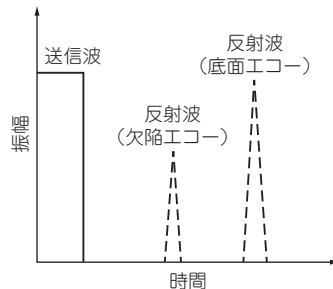 送信波
反射波
（底面エコー）
反射波
（欠陥エコー）
振幅
時間